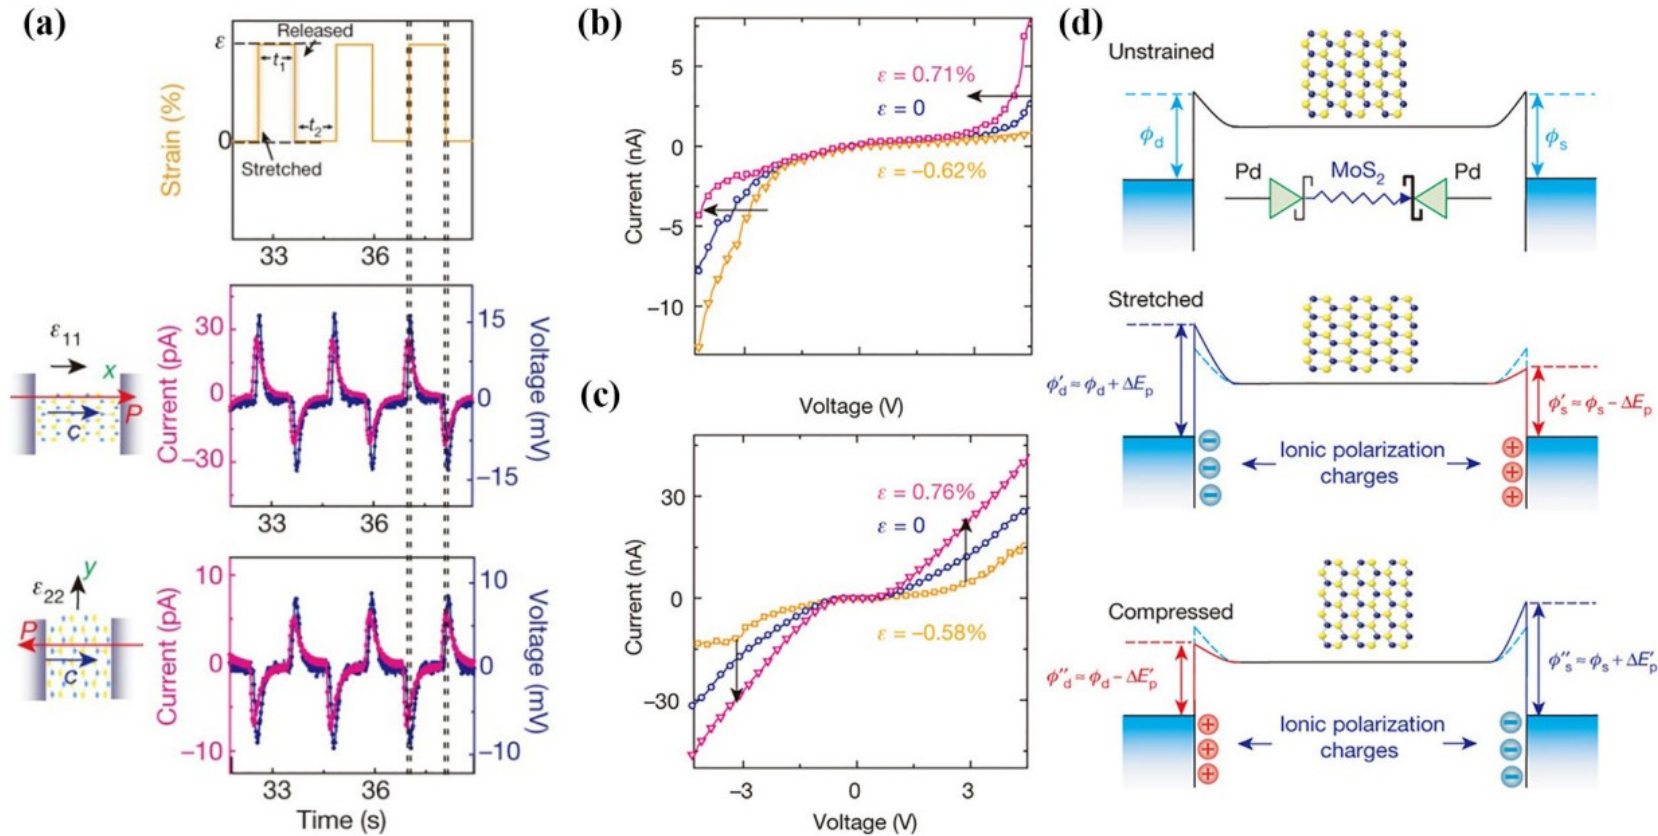 (a)
Released
ε
t1
t2
0
Stretched
Strain (%)
33 36
ε11
x
P
c
30
0
−30
Current (pA)
15
0
−15
Voltage (mV)
33 36
y
ε22
P
c
10
0
−10
Current (pA)
10
0
−10
Voltage (mV)
33 36
Time (s)
(b)
5
0
−5
−10
Current (nA)
ε = 0.71%
ε = 0
ε = −0.62%
Voltage (V)
(c)
30
0
−30
Current (nA)
ε = 0.76%
ε = 0
ε = −0.58%
−3 0 3
Voltage (V)
(d)
Unstrained
ϕd
ϕs
Pd MoS2 Pd
Stretched
ϕ′d ≈ ϕd + ΔEp
ϕ′s ≈ ϕs − ΔEp
Ionic polarization
charges
Compressed
ϕ″d ≈ ϕd − ΔE′p
ϕ″s ≈ ϕs + ΔE′p
Ionic polarization
charges